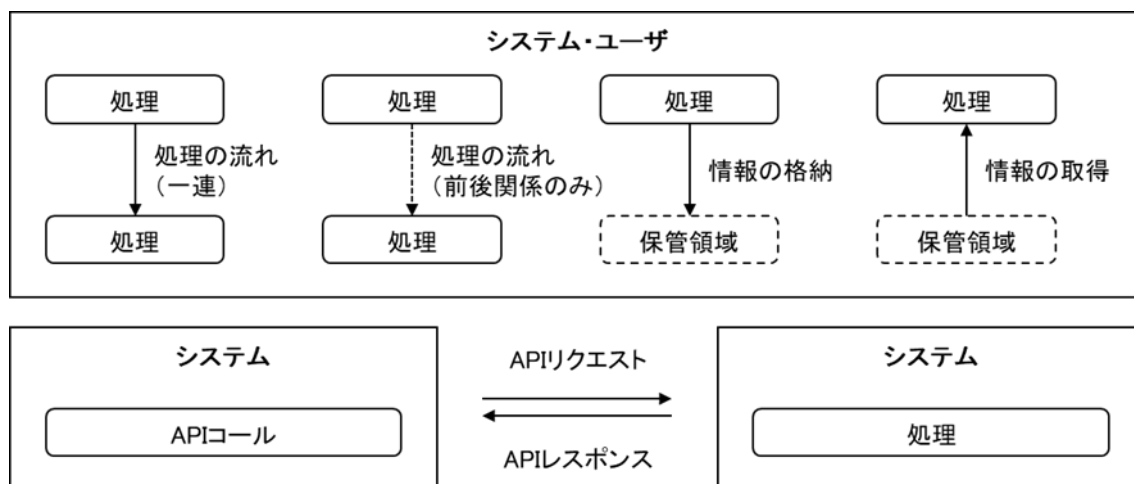 システム・ユーザ
処理
処理
処理
処理
処理の流れ
（一連）
処理の流れ
（前後関係のみ）
情報の格納
情報の取得
処理
処理
保管領域
保管領域
システム
APIコール
APIリクエスト
APIレスポンス
システム
処理